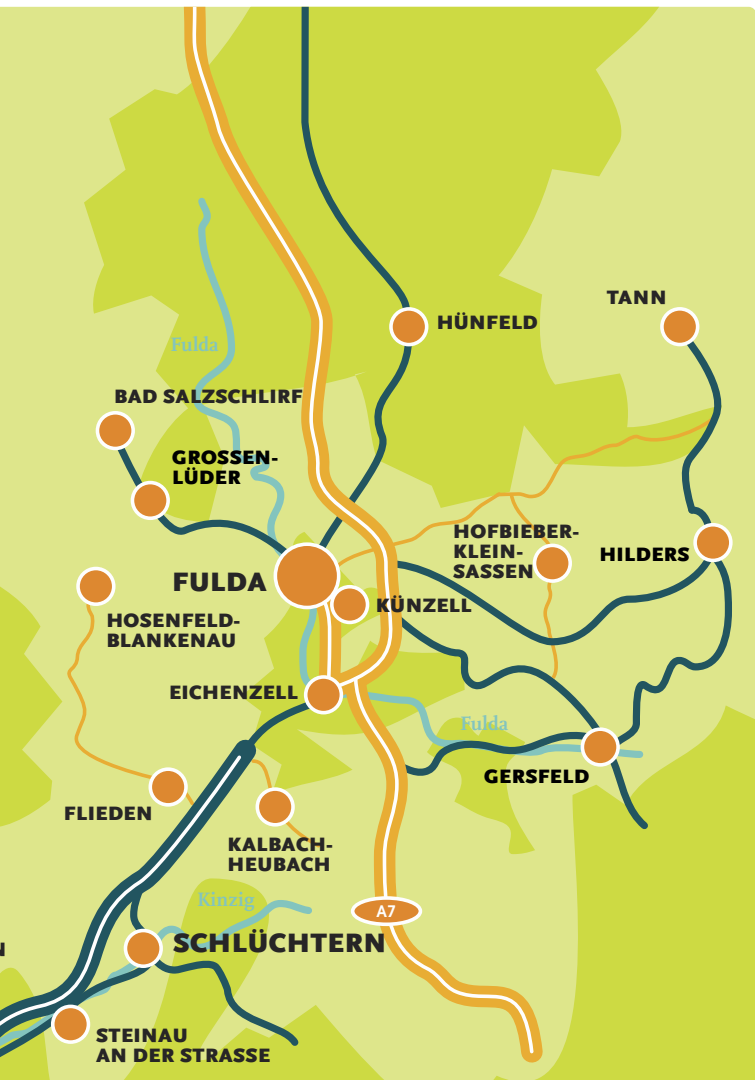 TANN
HÜNFELD
Fulda
BAD SALZSCHLIRF
GROSSEN-
LÜDER
HOFBIEBER-
KLEIN-
SASSEN
HILDERS
FULDA
KÜNZELL
HOSENFELD-
BLANKENAU
EICHENZELL
Fulda
GERSFELD
FLIEDEN
KALBACH-
HEUBACH
Kinzig
A7
SCHLÜCHTERN
STEINAU
AN DER STRASSE